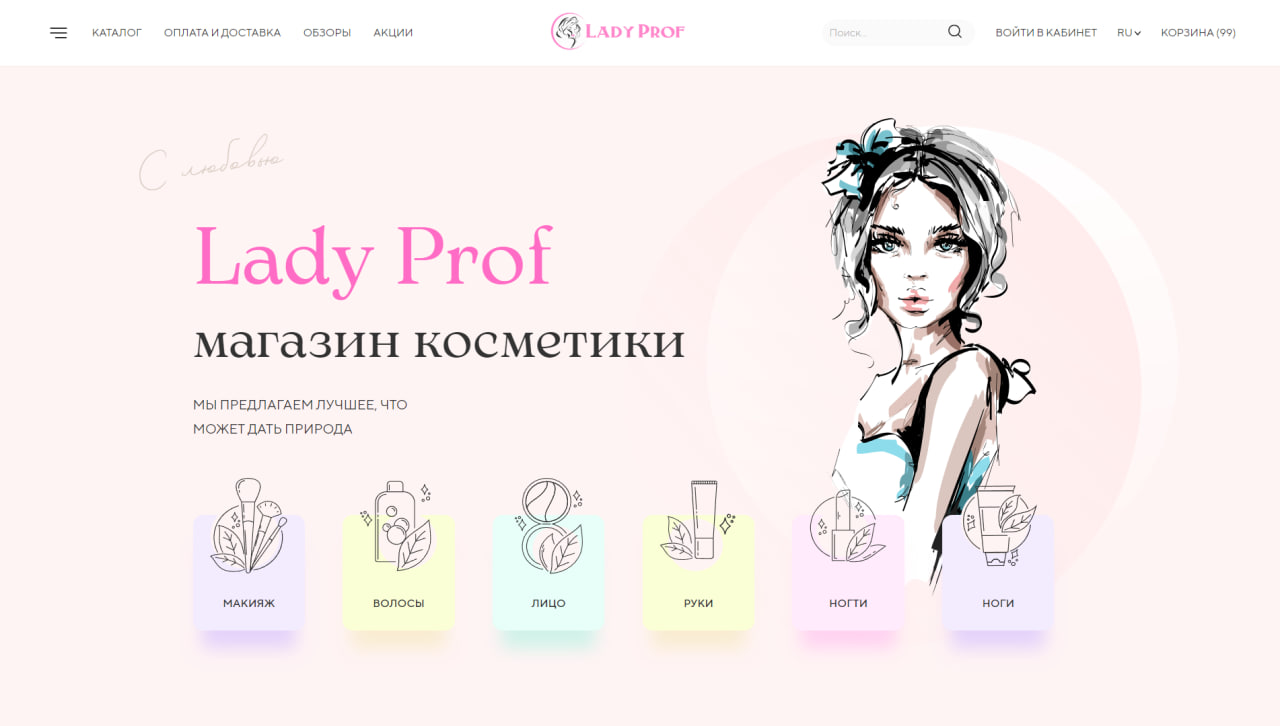 КАТАЛОГ ОПЛАТА И ДОСТАВКА ОБЗОРЫ АКЦИИ LADY PROF Поиск... ВОЙТИ В КАБИНЕТ RU КОРЗИНА (99)
С любовью
Lady Prof
магазин косметики
МЫ ПРЕДЛАГАЕМ ЛУЧШЕЕ, ЧТО
МОЖЕТ ДАТЬ ПРИРОДА
МАКИЯЖ ВОЛОСЫ ЛИЦО РУКИ НОГТИ НОГИ